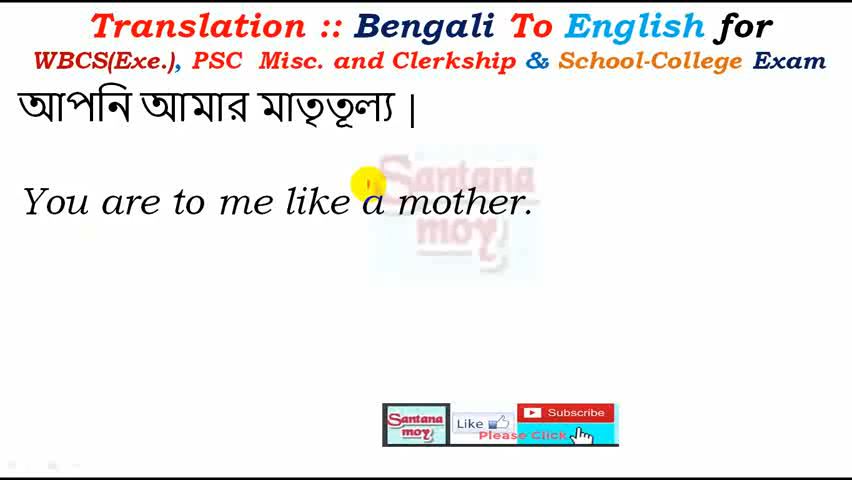 Translation :: Bengali To English for
WBCS(Exe.), PSC Misc. and Clerkship & School-College Exam
আপনি আমার মাতৃতূল্য |
You are to me like a mother.
Santana
moy
Santana
moy
Like
Subscribe
Please Click